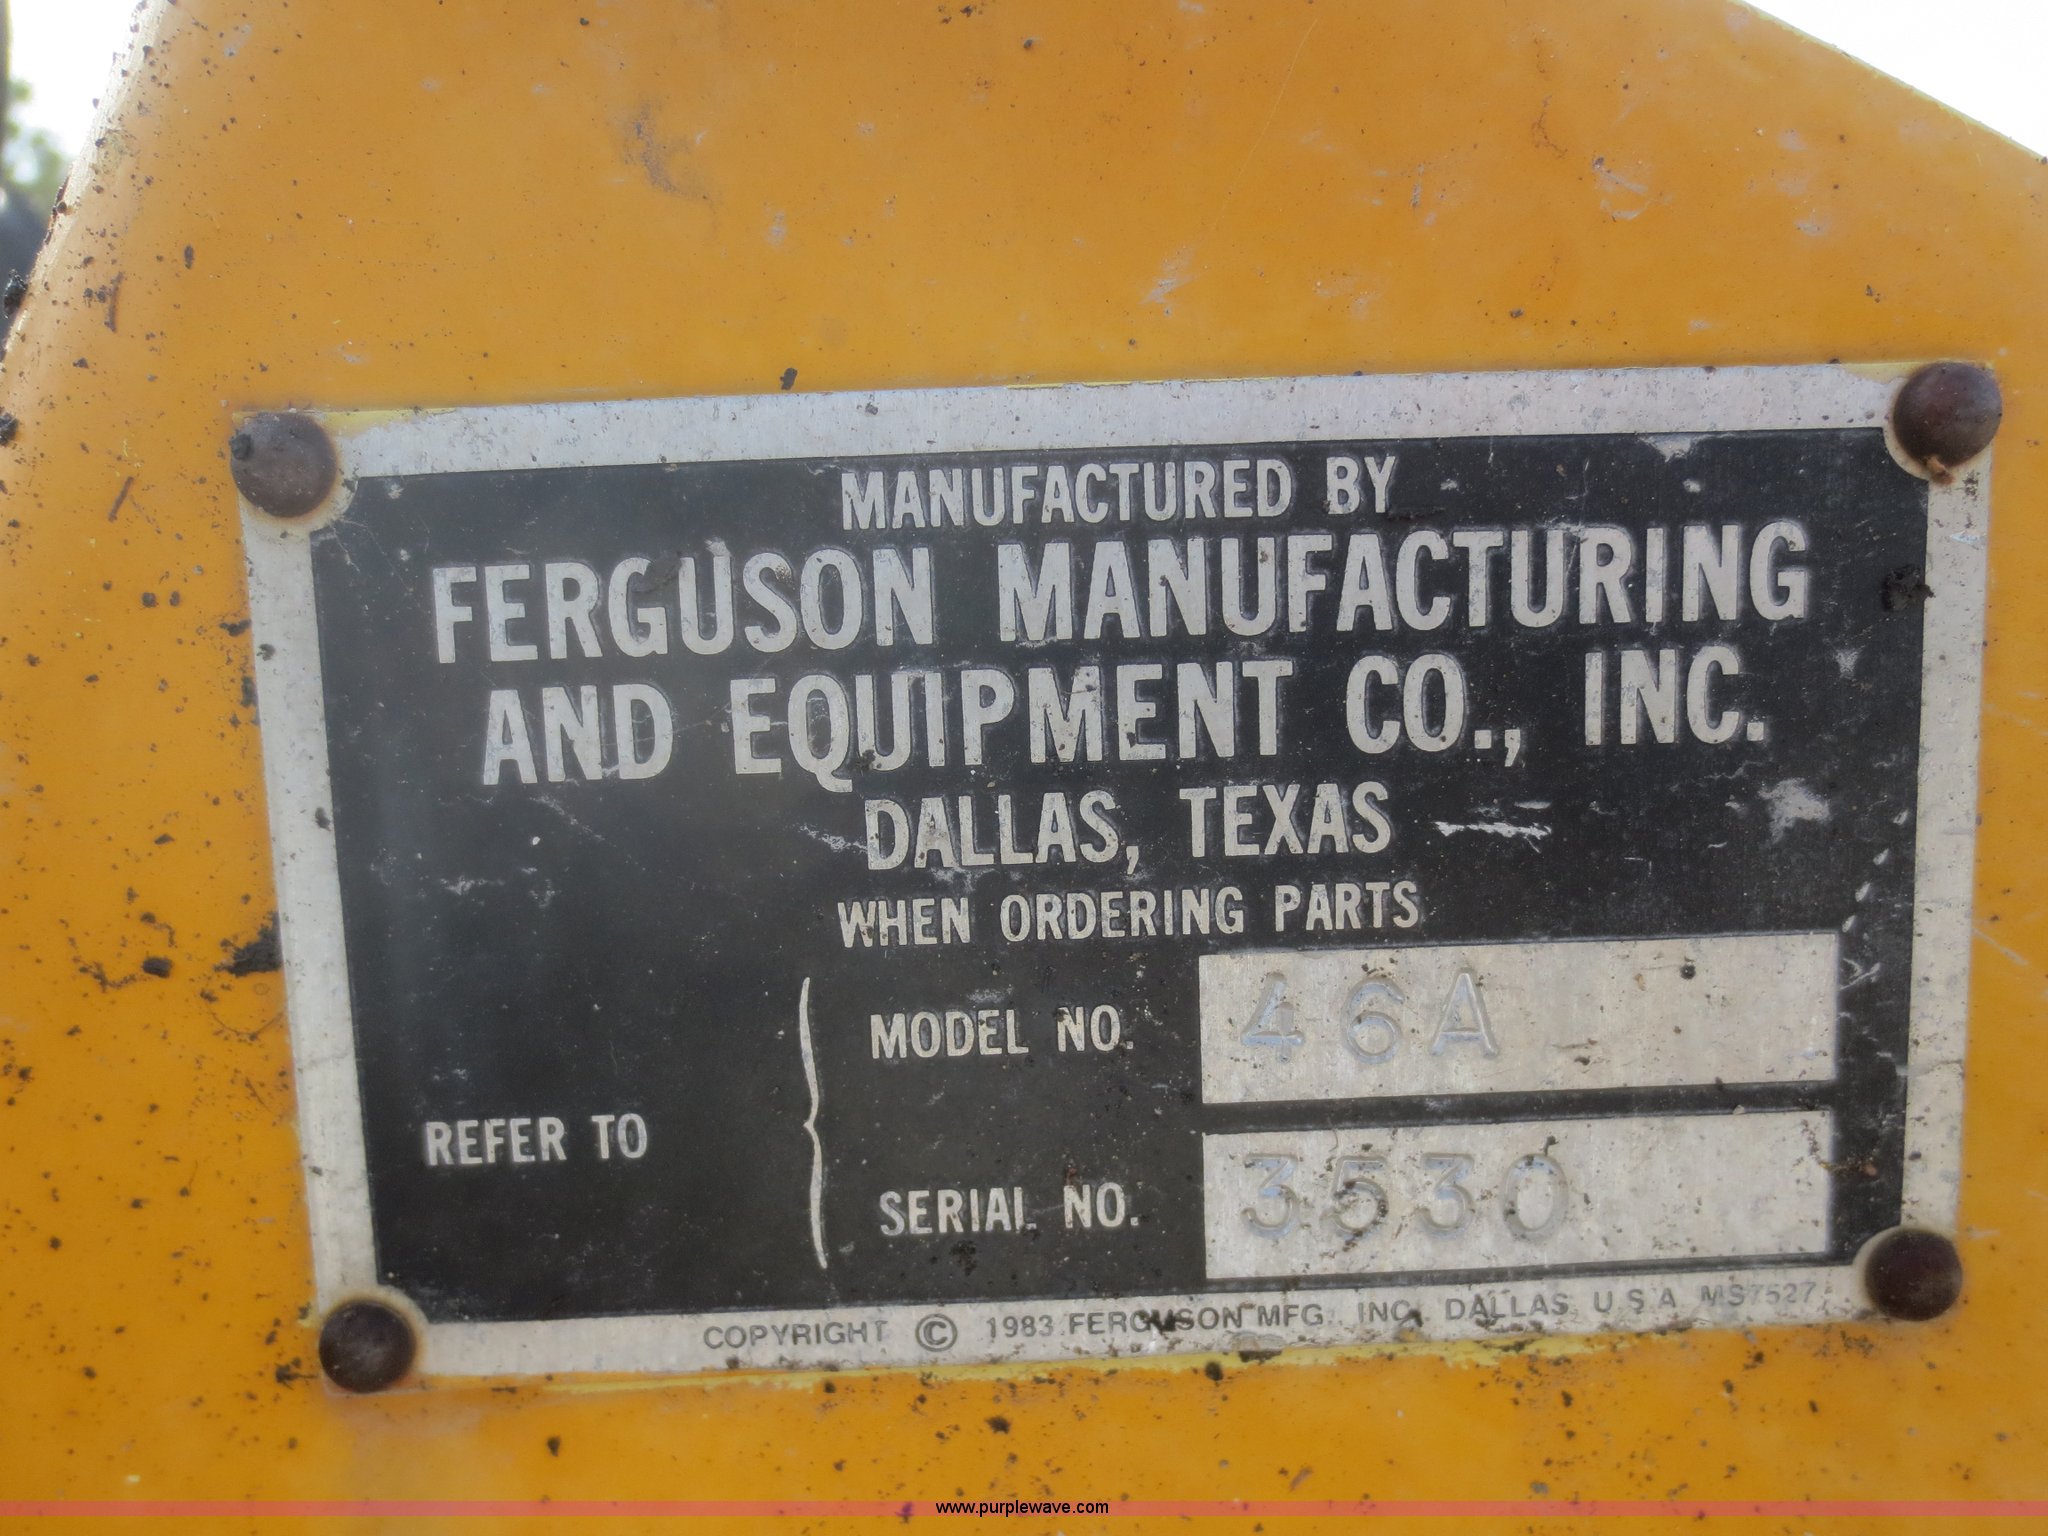 MANUFACTURED BY
FERGUSON MANUFACTURING
AND EQUIPMENT CO., INC.
DALLAS, TEXAS
WHEN ORDERING PARTS
REFER TO
MODEL NO. 46A
SERIAL NO. 3530
COPYRIGHT © 1983 FERGUSON MFG. INC. DALLAS U S A MS7527
www.purplewave.com